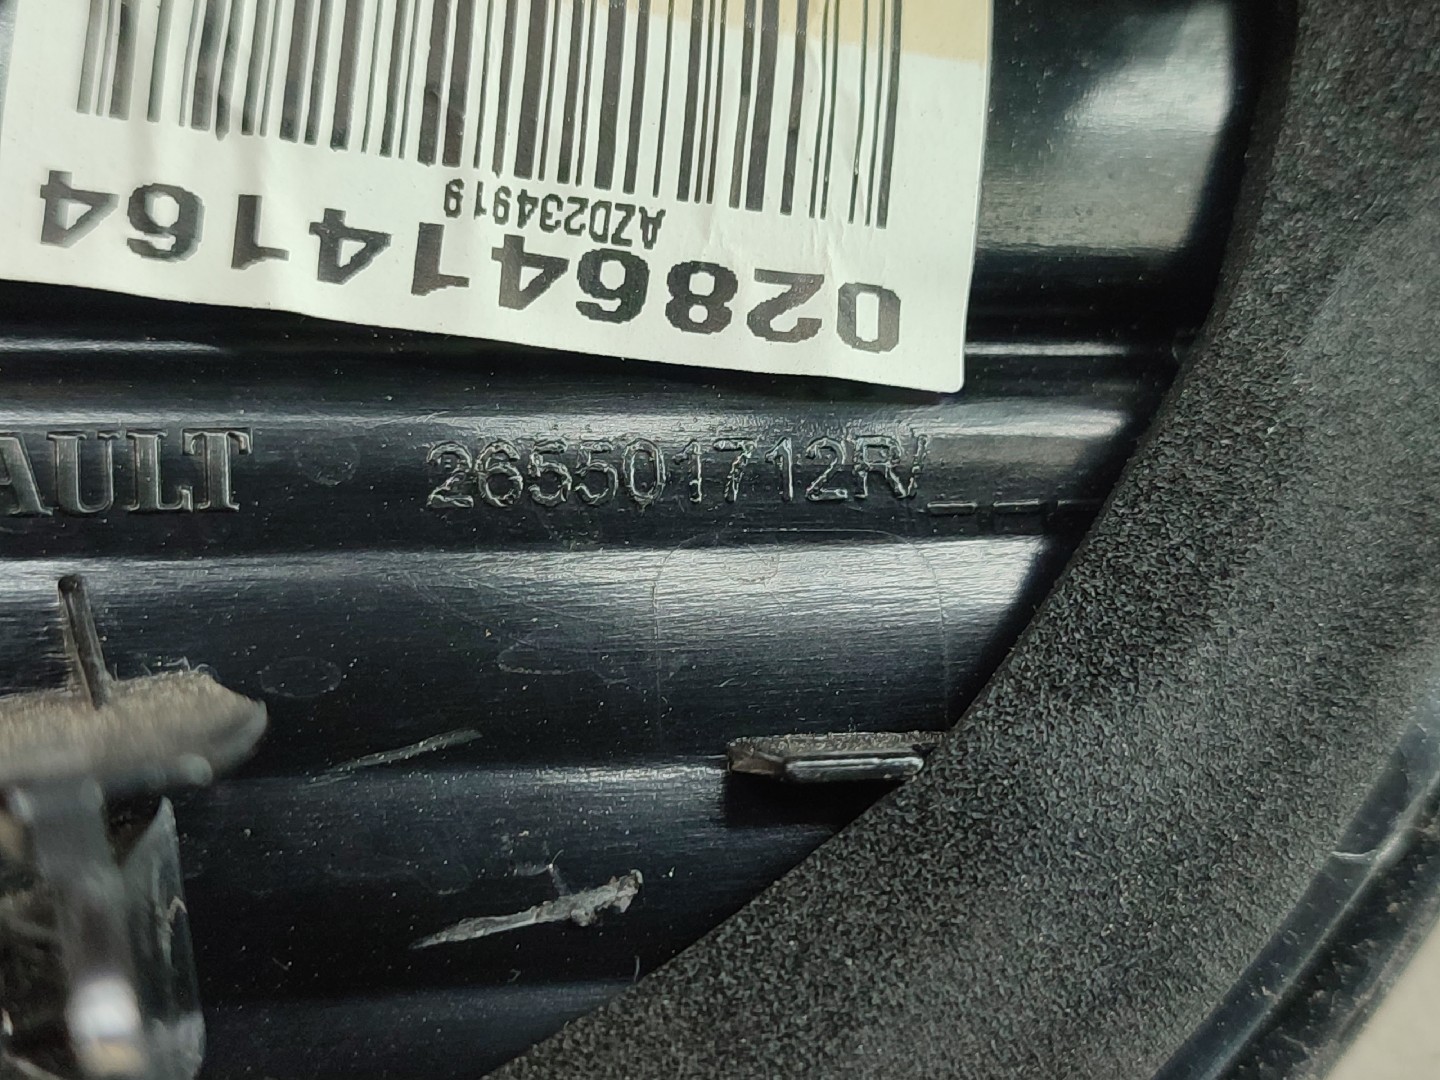 AZD234919
0286414164
AULT 265501712R/_ _ _